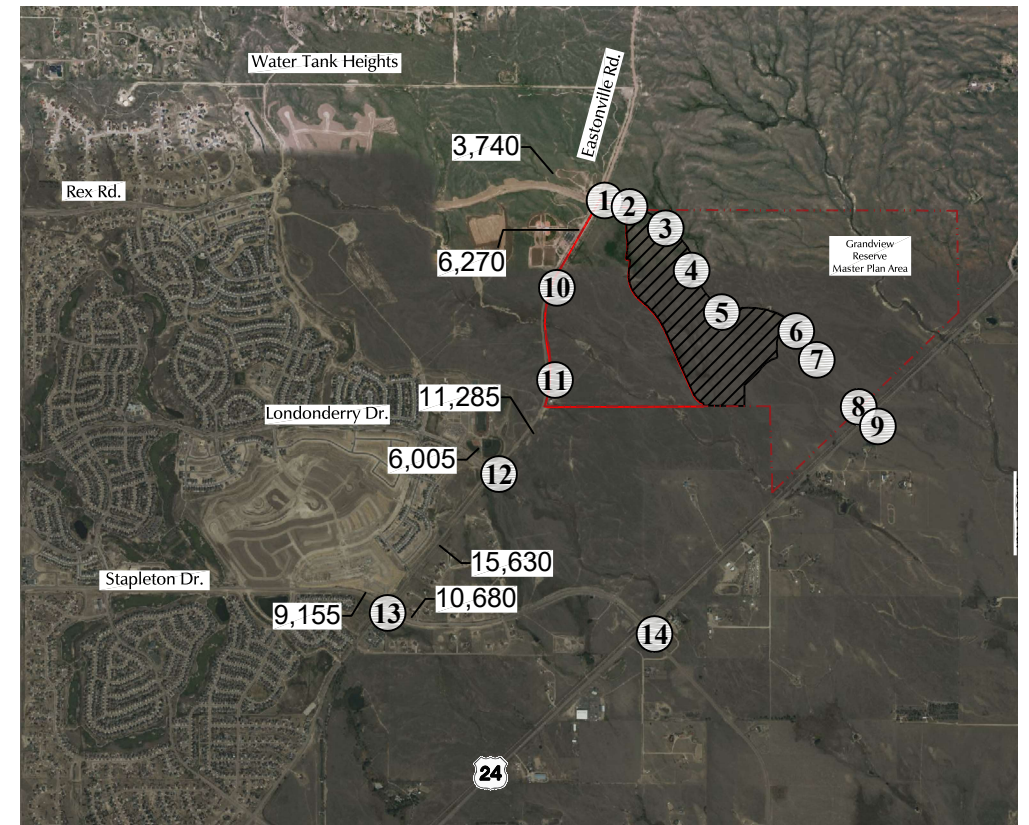 Water Tank Heights
Eastonville Rd.
3,740
Rex Rd.
1
2
3
Grandview
Reserve
Master Plan Area
6,270
4
10
5
6
7
11
11,285
8
Londonderry Dr.
9
6,005
12
15,630
Stapleton Dr.
10,680
9,155
13
14
24